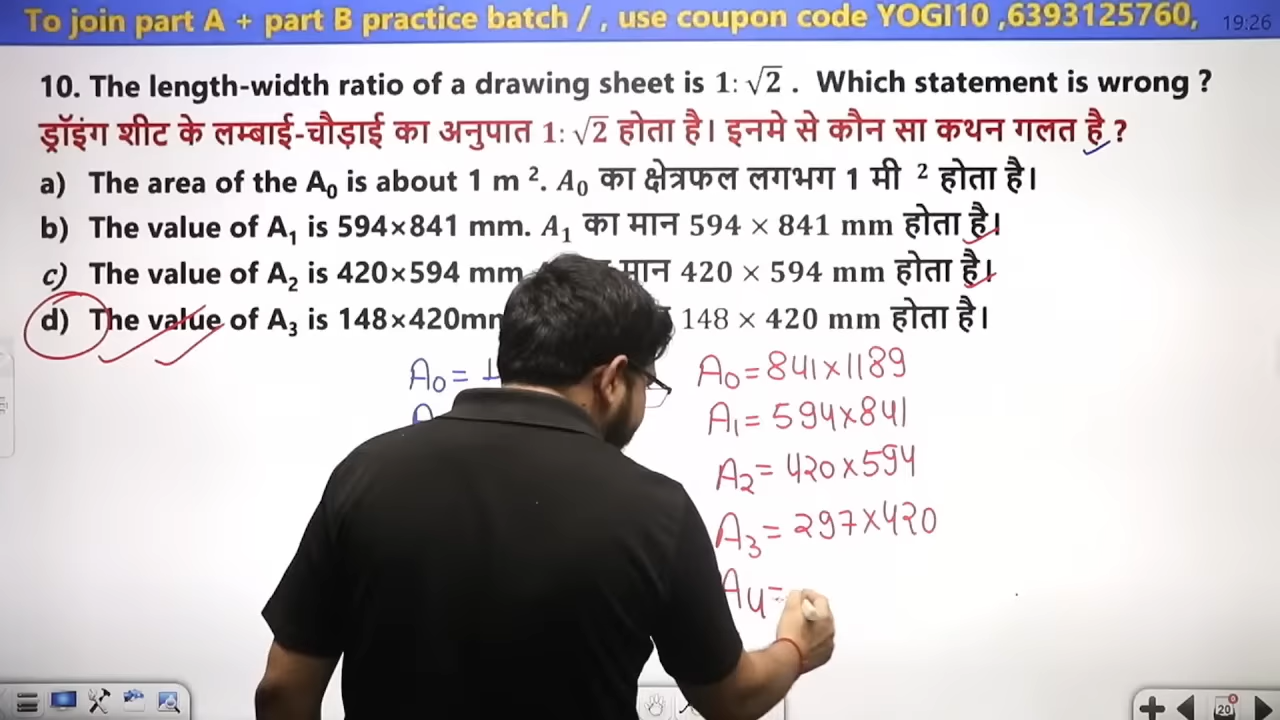 To join part A + part B practice batch / , use coupon code YOGI10 ,6393125760,
19:26
10. The length-width ratio of a drawing sheet is 1: √2 . Which statement is wrong ?
ड्रॉइंग शीट के लम्बाई-चौड़ाई का अनुपात 1: √2 होता है। इनमे से कौन सा कथन गलत है ?
a) The area of the A₀ is about 1 m ². A₀ का क्षेत्रफल लगभग 1 मी ² होता है।
b) The value of A₁ is 594×841 mm. A₁ का मान 594 × 841 mm होता है।
c) The value of A₂ is 420×594 mm मान 420 × 594 mm होता है।
d) The value of A₃ is 148×420mm 148 × 420 mm होता है।
A₀ =
A₀ = 841×1189
A₁ = 594×841
A₂ = 420×594
A₃ = 297×420
A₄ =
20